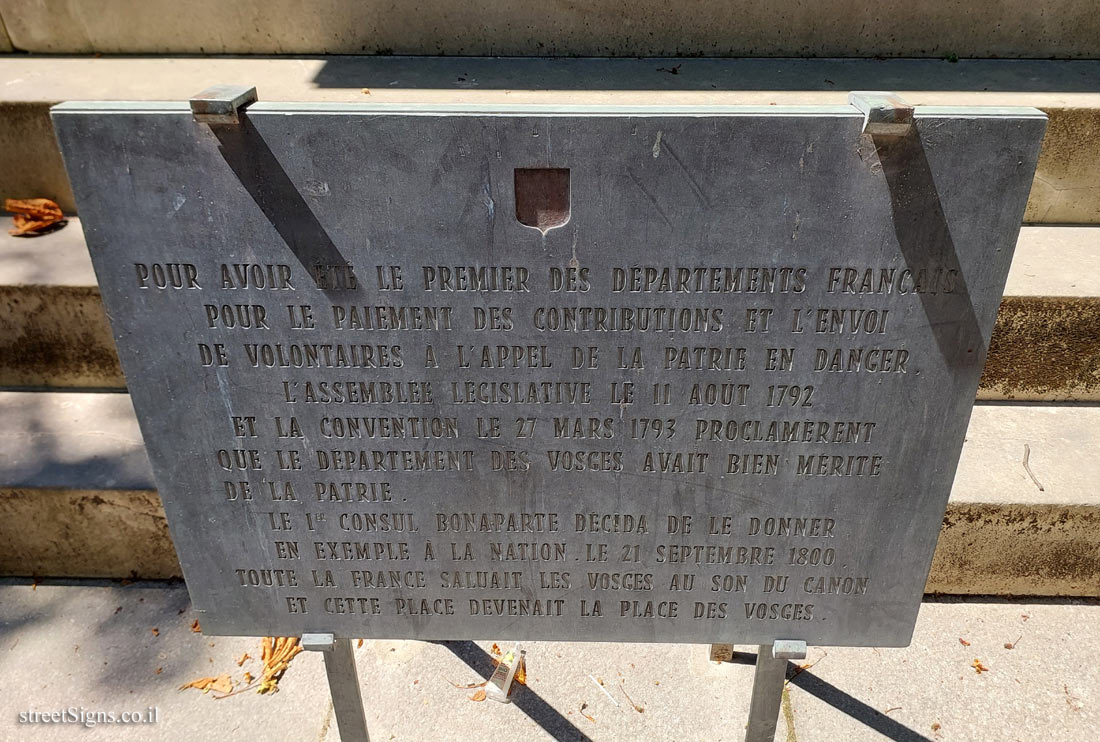 POUR AVOIR ÉTÉ LE PREMIER DES DÉPARTEMENTS FRANÇAIS
POUR LE PAIEMENT DES CONTRIBUTIONS ET L'ENVOI
DE VOLONTAIRES A L'APPEL DE LA PATRIE EN DANGER.
L'ASSEMBLÉE LÉGISLATIVE LE 11 AOUT 1792
ET LA CONVENTION LE 27 MARS 1793 PROCLAMÈRENT
QUE LE DÉPARTEMENT DES VOSGES AVAIT BIEN MÉRITÉ
DE LA PATRIE.
LE 1ER CONSUL BONAPARTE DÉCIDA DE LE DONNER
EN EXEMPLE À LA NATION. LE 21 SEPTEMBRE 1800.
TOUTE LA FRANCE SALUAIT LES VOSGES AU SON DU CANON
ET CETTE PLACE DEVENAIT LA PLACE DES VOSGES.
streetSigns.co.il